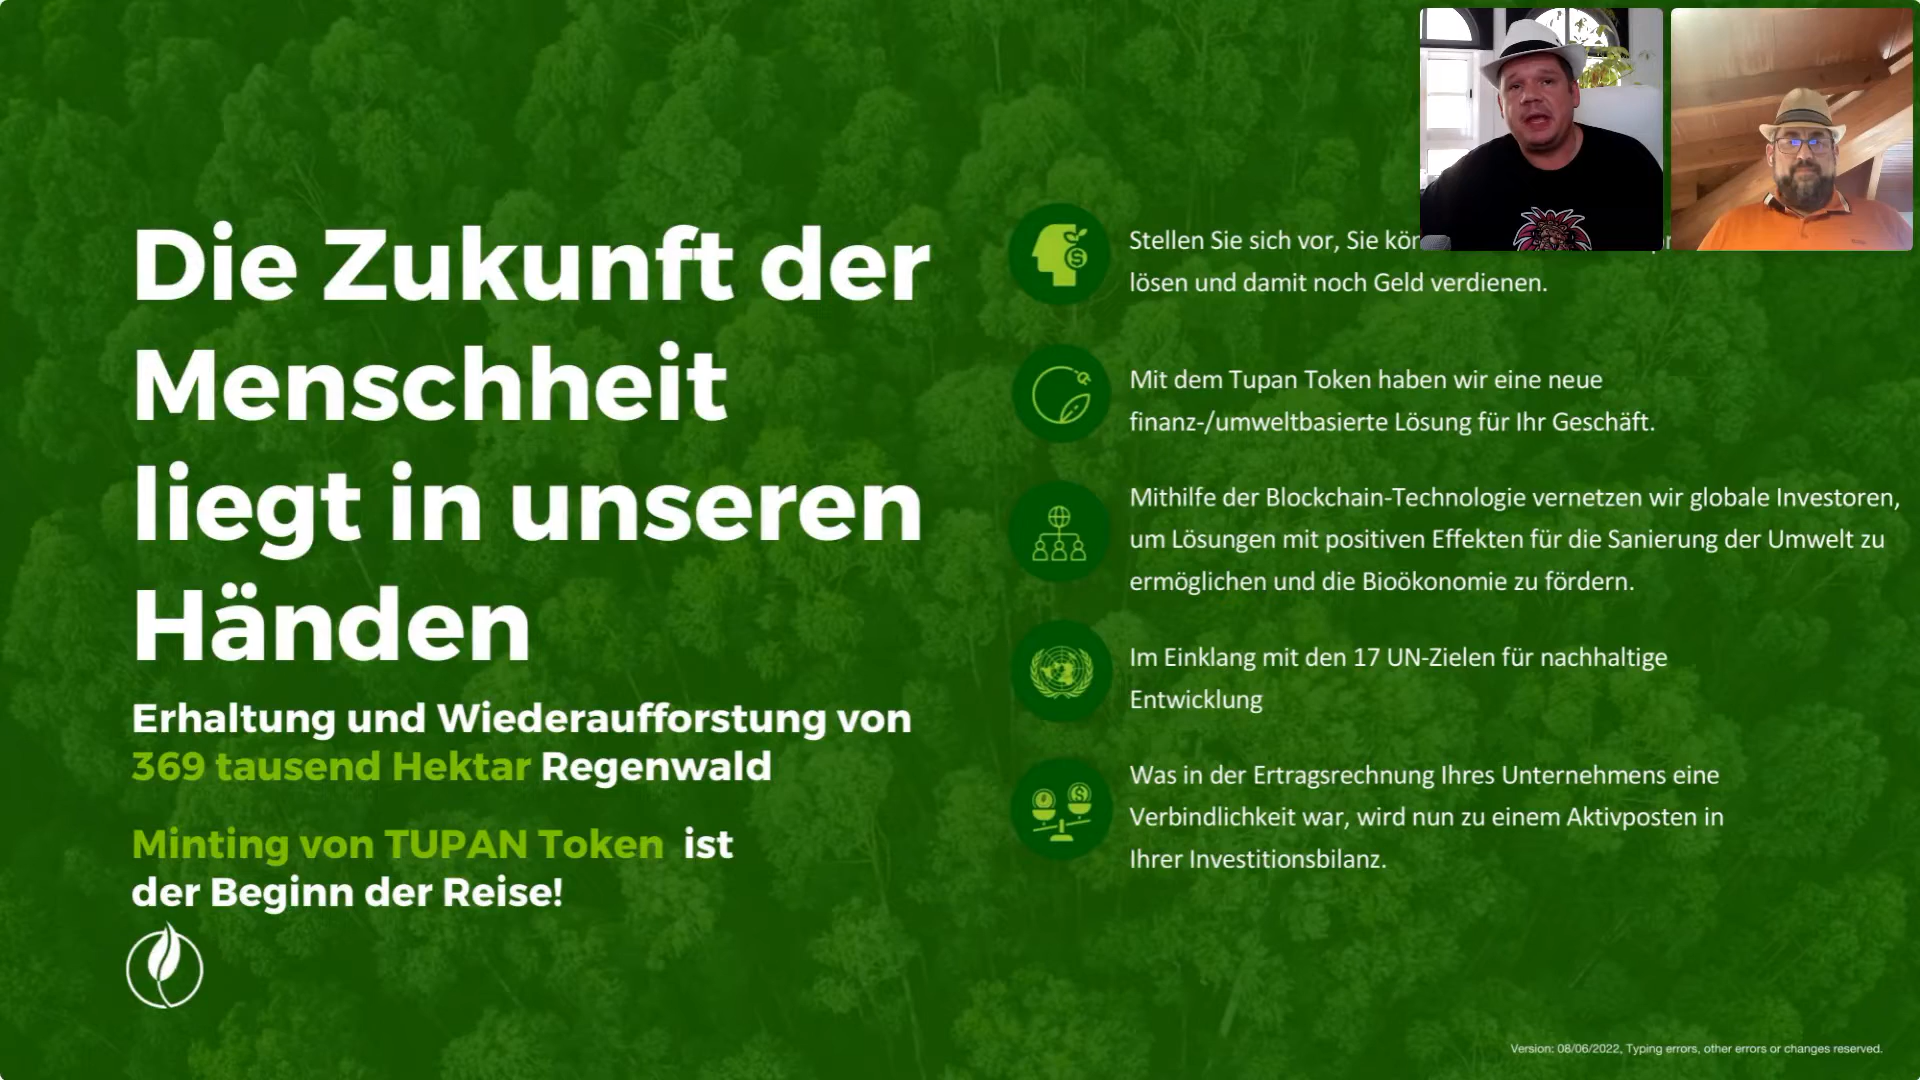 Die Zukunft der
Menschheit
liegt in unseren
Händen
Erhaltung und Wiederaufforstung von
369 tausend Hektar Regenwald
Minting von TUPAN Token ist
der Beginn der Reise!
Stellen Sie sich vor, Sie
lösen und damit noch Geld verdienen.
Mit dem Tupan Token haben wir eine neue
finanz-/umweltbasierte Lösung für Ihr Geschäft.
Mithilfe der Blockchain-Technologie vernetzen wir globale Investoren,
um Lösungen mit positiven Effekten für die Sanierung der Umwelt zu
ermöglichen und die Bioökonomie zu fördern.
Im Einklang mit den 17 UN-Zielen für nachhaltige
Entwicklung
Was in der Ertragsrechnung Ihres Unternehmens eine
Verbindlichkeit war, wird nun zu einem Aktivposten in
Ihrer Investitionsbilanz.
Version: 08/06/2022, Typing errors, other errors or changes reserved.